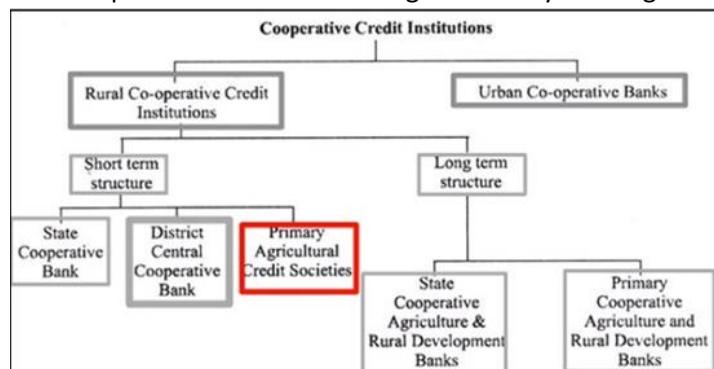 Cooperative Credit Institutions
Rural Co-operative Credit
Institutions
Urban Co-operative Banks
Short term
structure
Long term
structure
State
Cooperative
Bank
District
Central
Cooperative
Bank
Primary
Agricultural
Credit Societies
State
Cooperative
Agriculture &
Rural Development
Banks
Primary
Cooperative
Agriculture and
Rural Development
Banks